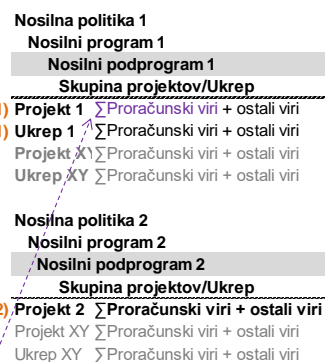 Nosilna politika 1
Nosilni program 1
Nosilni podprogram 1
Skupina projektov/Ukrep
1) Projekt 1 ∑Proračunski viri + ostali viri
1) Ukrep 1 ∑Proračunski viri + ostali viri
Projekt XY ∑Proračunski viri + ostali viri
Ukrep XY ∑Proračunski viri + ostali viri
Nosilna politika 2
Nosilni program 2
Nosilni podprogram 2
Skupina projektov/Ukrep
2) Projekt 2 ∑Proračunski viri + ostali viri
Projekt XY ∑Proračunski viri + ostali viri
Ukrep XY ∑Proračunski viri + ostali viri